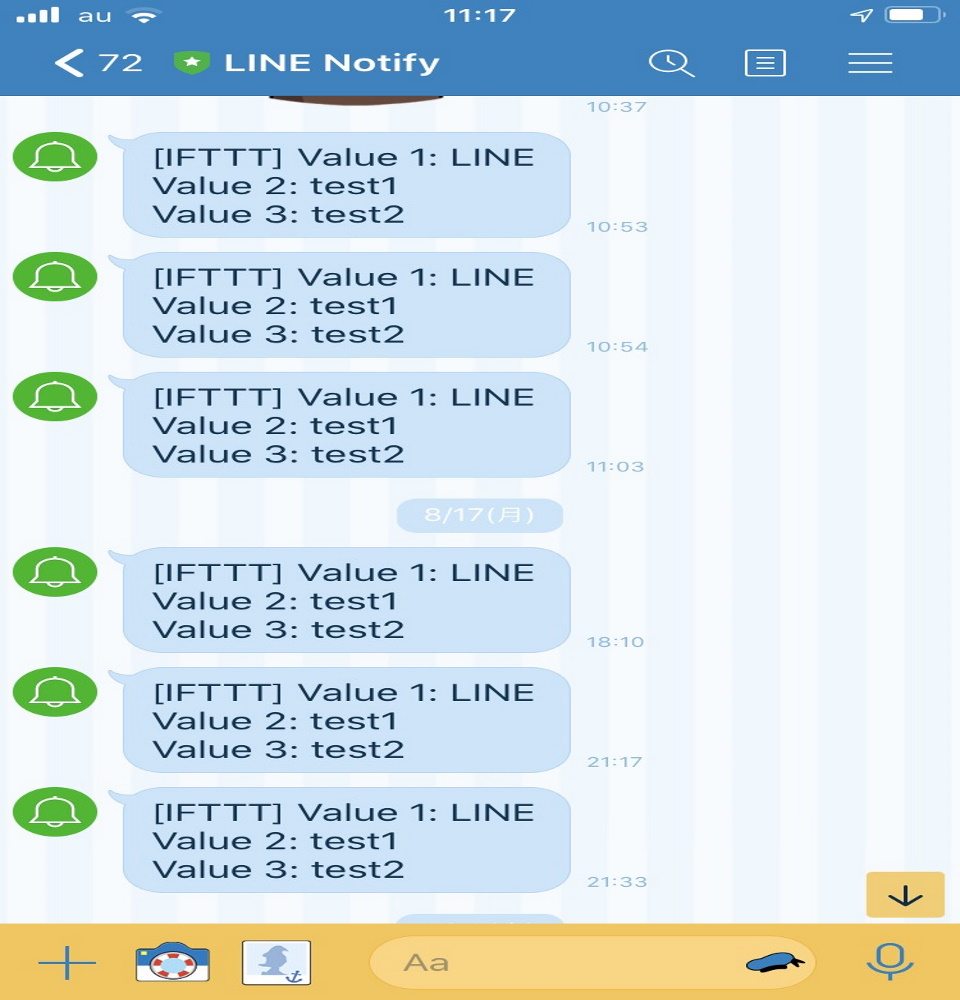 au
11:17
72
LINE Notify
10:37
[IFTTT] Value 1: LINE
Value 2: test1
Value 3: test2
10:53
[IFTTT] Value 1: LINE
Value 2: test1
Value 3: test2
10:54
[IFTTT] Value 1: LINE
Value 2: test1
Value 3: test2
11:03
8/17(月)
[IFTTT] Value 1: LINE
Value 2: test1
Value 3: test2
18:10
[IFTTT] Value 1: LINE
Value 2: test1
Value 3: test2
21:17
[IFTTT] Value 1: LINE
Value 2: test1
Value 3: test2
21:33
Aa